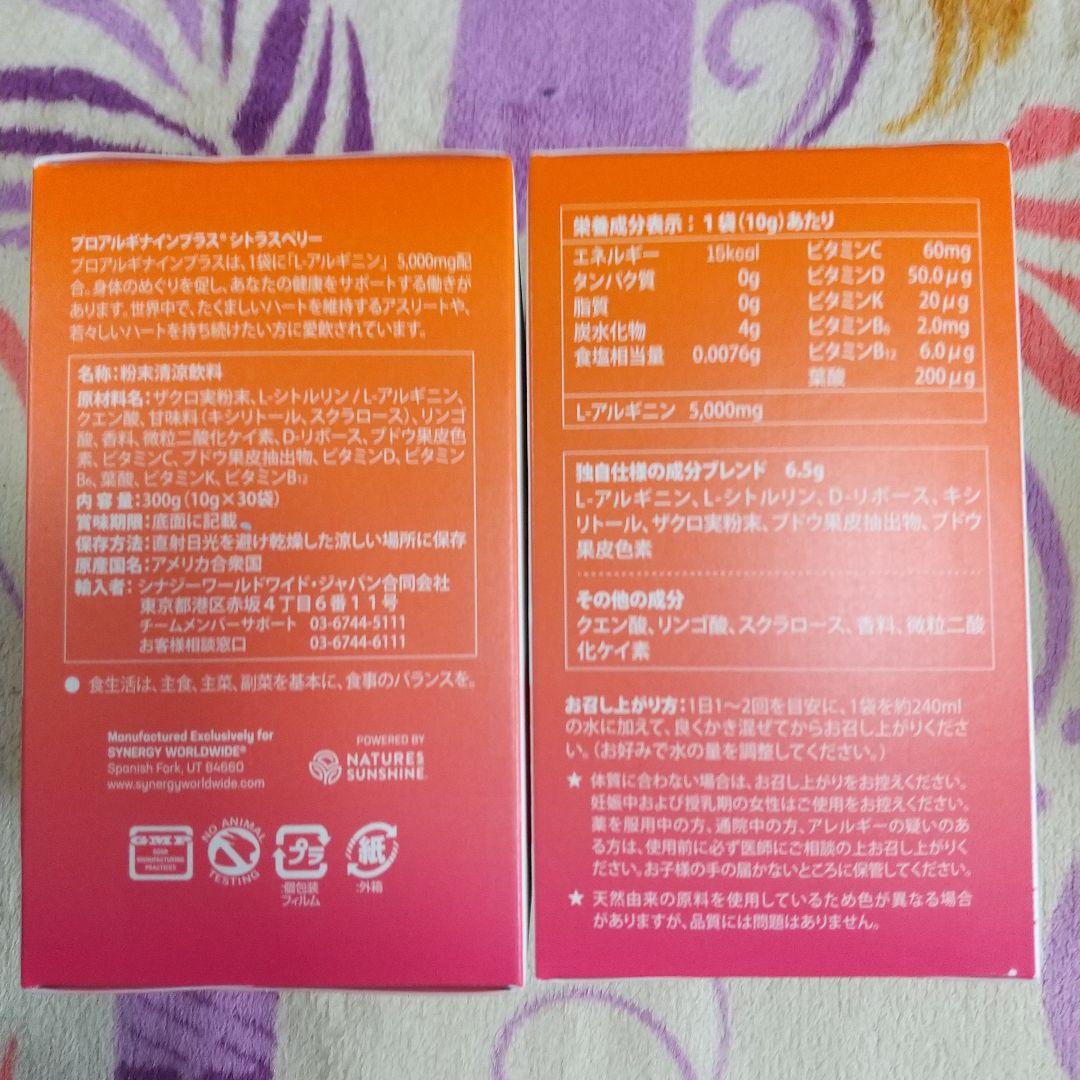 プロアルギナインプラス® シトラスベリー
プロアルギナインプラスは、1袋に「L-アルギニン」 5,000mg配
合。身体のめぐりを促し、あなたの健康をサポートする働きが
あります。世界中で、たくましいハートを維持するアスリートや、
若々しいハートを持ち続けたい方に愛飲されています。
名称：粉末清涼飲料
原材料名：ザクロ実粉末、L-シトルリン/L-アルギニン、
クエン酸、甘味料（キシリトール、スクラロース）、リンゴ
酸、香料、微粒二酸化ケイ素、D-リボース、ブドウ果皮色
素、ビタミンC、ブドウ果皮抽出物、ビタミンD、ビタミン
B6、葉酸、ビタミンK、ビタミンB12
内容量：300g（10g×30袋）
賞味期限：底面に記載
保存方法：直射日光を避け乾燥した涼しい場所に保存
原産国名：アメリカ合衆国
輸入者：シナジーワールドワイド・ジャパン合同会社
東京都港区赤坂4丁目6番11号
チームメンバーサポート 03-6744-5111
お客様相談窓口 03-6744-6111
● 食生活は、主食、主菜、副菜を基本に、食事のバランスを。
Manufactured Exclusively for
SYNERGY WORLDWIDE®
Spanish Fork, UT 84660
www.synergyworldwide.com
POWERED BY
NATURE'S
SUNSHINE
GMP
GOOD
MANUFACTURING
PRACTICES
NO ANIMAL
TESTING
プラ
:個包装
フィルム
紙
:外箱
栄養成分表示：1袋（10g）あたり
エネルギー 15kcal ビタミンC 60mg
タンパク質 0g ビタミンD 50.0μg
脂質 0g ビタミンK 20μg
炭水化物 4g ビタミンB6 2.0mg
食塩相当量 0.0076g ビタミンB12 6.0μg
葉酸 200μg
L-アルギニン 5,000mg
独自仕様の成分ブレンド 6.5g
L-アルギニン、L-シトルリン、D-リボース、キシ
リトール、ザクロ実粉末、ブドウ果皮抽出物、ブドウ
果皮色素
その他の成分
クエン酸、リンゴ酸、スクラロース、香料、微粒二酸
化ケイ素
お召し上がり方：1日1〜2回を目安に、1袋を約240ml
の水に加えて、良くかき混ぜてからお召し上がりくださ
い。（お好みで水の量を調整してください。）
★ 体質に合わない場合は、お召し上がりをお控えください。
妊娠中および授乳期の女性はご使用をお控えください。
薬を服用中の方、通院中の方、アレルギーの疑いのあ
る方は、使用前に必ず医師にご相談の上お召し上がりく
ださい。お子様の手の届かないところに保管してください。
★ 天然由来の原料を使用しているため色が異なる場合
がありますが、品質には問題はありません。